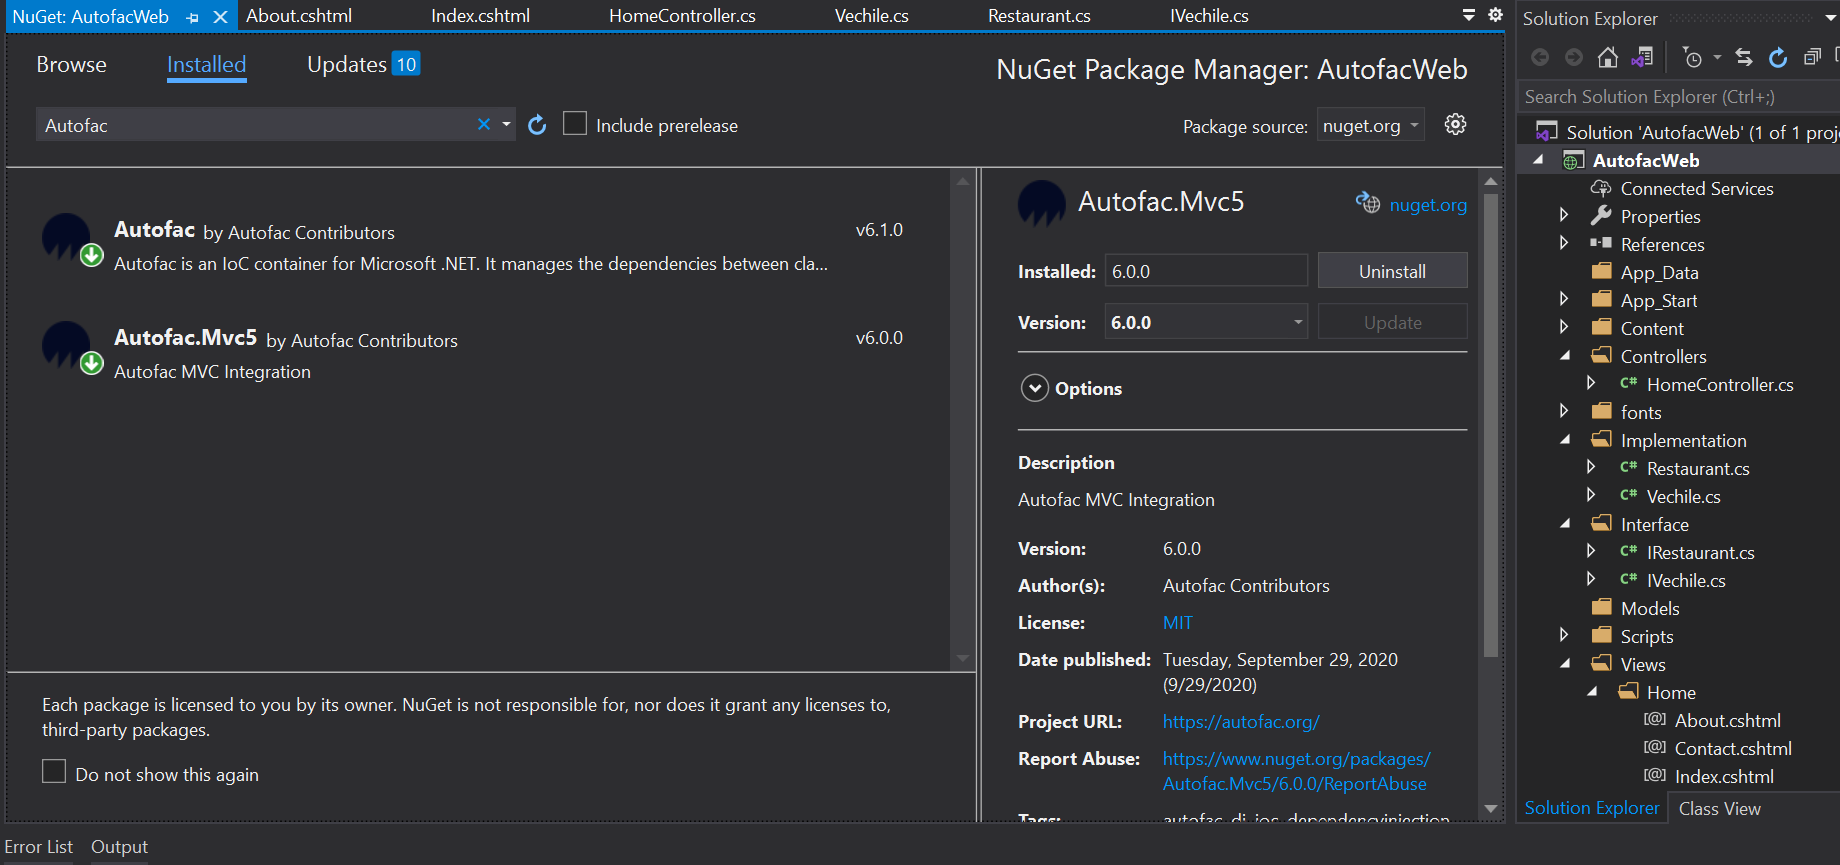 NuGet: AutofacWeb
About.cshtml
Index.cshtml
HomeController.cs
Vechile.cs
Restaurant.cs
IVechile.cs
Browse
Installed
Updates 10
NuGet Package Manager: AutofacWeb
Autofac
Include prerelease
Package source: nuget.org
Autofac by Autofac Contributors
v6.1.0
Autofac is an IoC container for Microsoft .NET. It manages the dependencies between cla...
Autofac.Mvc5 by Autofac Contributors
v6.0.0
Autofac MVC Integration
Each package is licensed to you by its owner. NuGet is not responsible for, nor does it grant any licenses to,
third-party packages.
Do not show this again
Autofac.Mvc5
nuget.org
Installed: 6.0.0
Uninstall
Version: 6.0.0
Update
Options
Description
Autofac MVC Integration
Version: 6.0.0
Author(s): Autofac Contributors
License: MIT
Date published: Tuesday, September 29, 2020
(9/29/2020)
Project URL: https://autofac.org/
Report Abuse: https://www.nuget.org/packages/
Autofac.Mvc5/6.0.0/ReportAbuse
Tags: autofac di ioc dependencyinjection
Solution Explorer
Search Solution Explorer (Ctrl+;)
Solution 'AutofacWeb' (1 of 1 proje
AutofacWeb
Connected Services
Properties
References
App_Data
App_Start
Content
Controllers
C# HomeController.cs
fonts
Implementation
C# Restaurant.cs
C# Vechile.cs
Interface
C# IRestaurant.cs
C# IVechile.cs
Models
Scripts
Views
Home
[@] About.cshtml
[@] Contact.cshtml
[@] Index.cshtml
Solution Explorer
Class View
Error List
Output